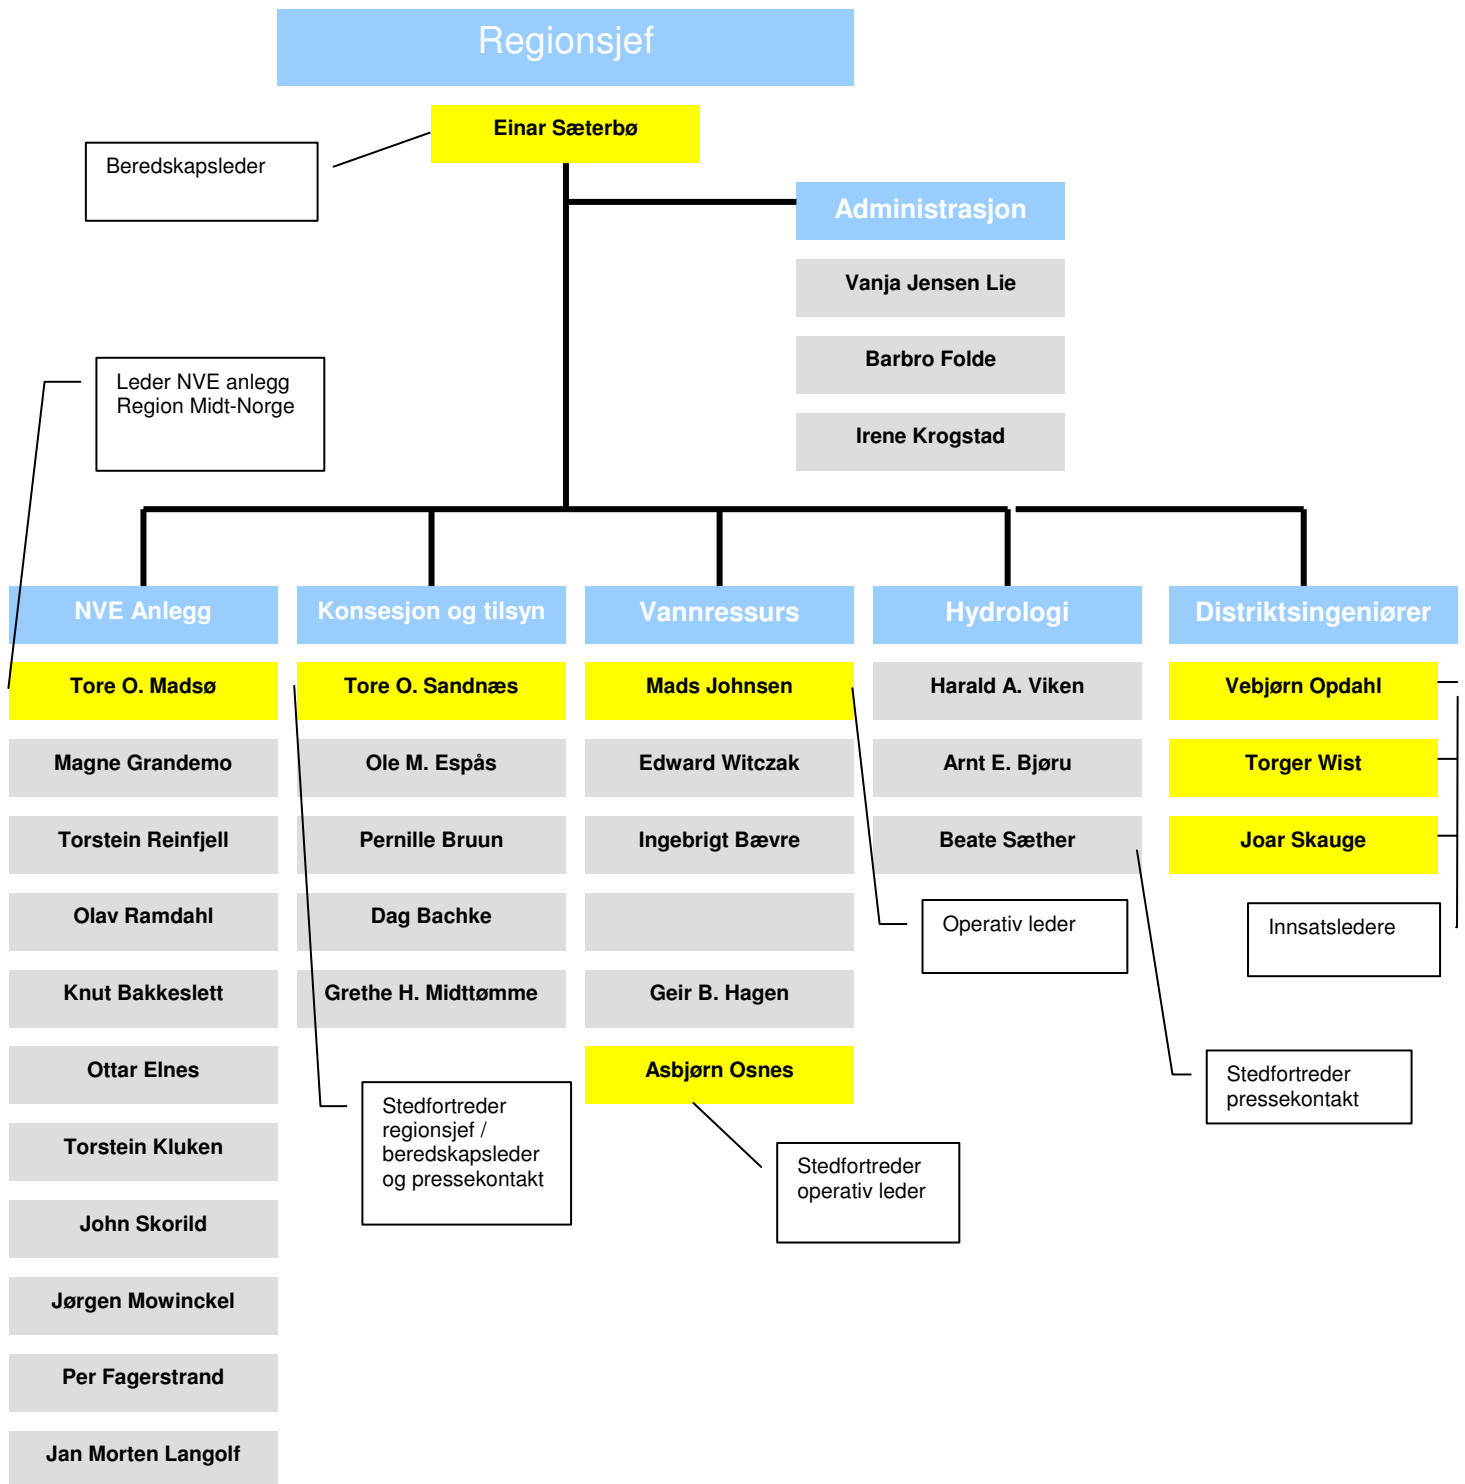 Regionsjef
Einar Sæterbø
Beredskapsleder
Administrasjon
Vanja Jensen Lie
Barbro Folde
Irene Krogstad
Leder NVE anlegg
Region Midt-Norge
NVE Anlegg
Tore O. Madsø
Magne Grandemo
Torstein Reinfjell
Olav Ramdahl
Knut Bakkeslett
Ottar Elnes
Torstein Kluken
John Skorild
Jørgen Mowinckel
Per Fagerstrand
Jan Morten Langolf
Konsesjon og tilsyn
Tore O. Sandnæs
Ole M. Espås
Pernille Bruun
Dag Bachke
Grethe H. Midttømme
Stedfortreder
regionsjef /
beredskapsleder
og pressekontakt
Vannressurs
Mads Johnsen
Edward Witczak
Ingebrigt Bævre
Geir B. Hagen
Asbjørn Osnes
Stedfortreder
operativ leder
Hydrologi
Harald A. Viken
Arnt E. Bjøru
Beate Sæther
Operativ leder
Distriktsingeniører
Vebjørn Opdahl
Torger Wist
Joar Skauge
Innsatsledere
Stedfortreder
pressekontakt